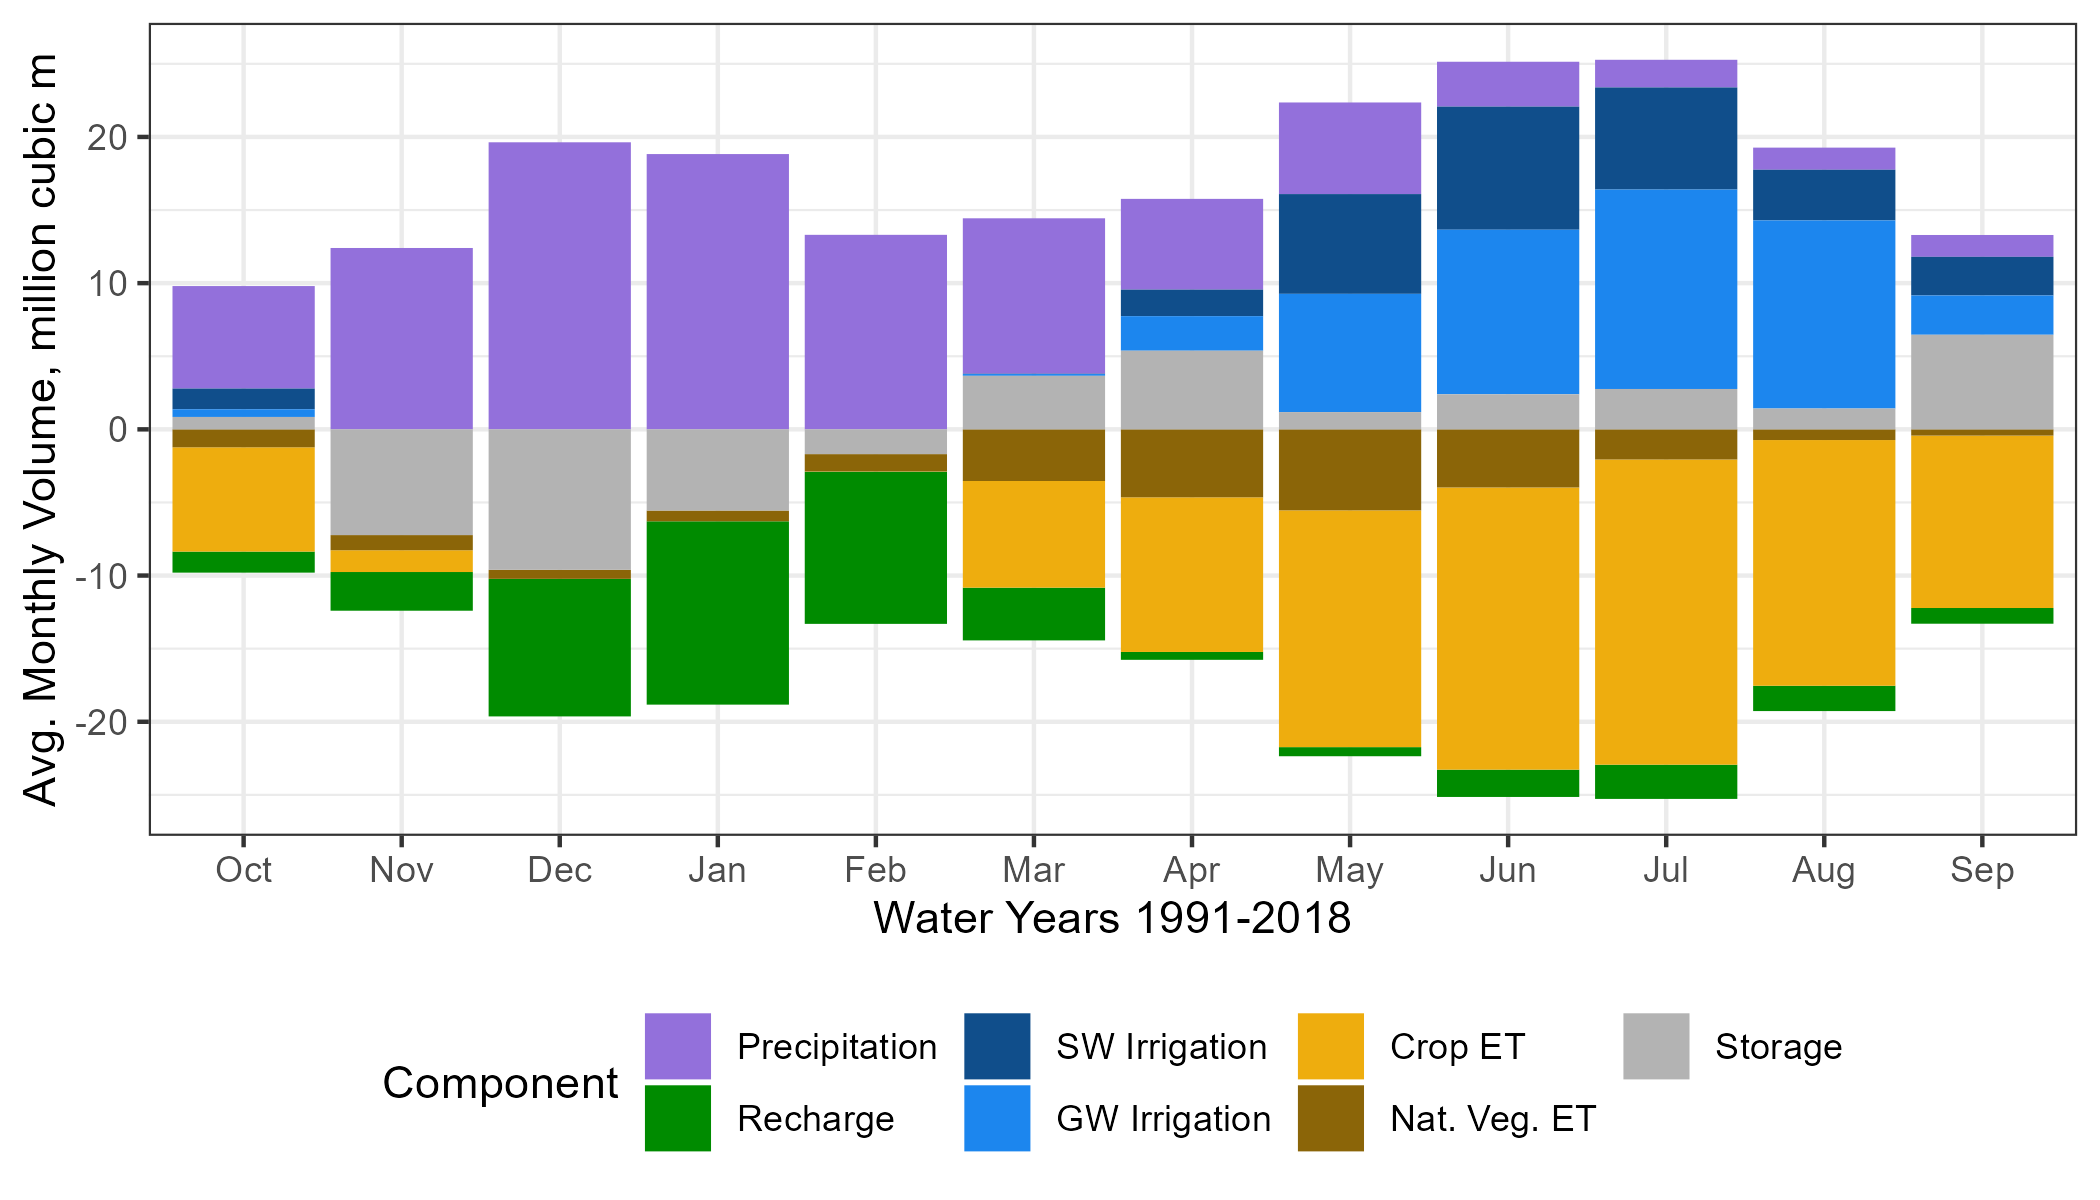 Avg. Monthly Volume, million cubic m
20
10
0
-10
-20
Oct Nov Dec Jan Feb Mar Apr May Jun Jul Aug Sep
Water Years 1991-2018
Component
Precipitation SW Irrigation Crop ET Storage
Recharge GW Irrigation Nat. Veg. ET